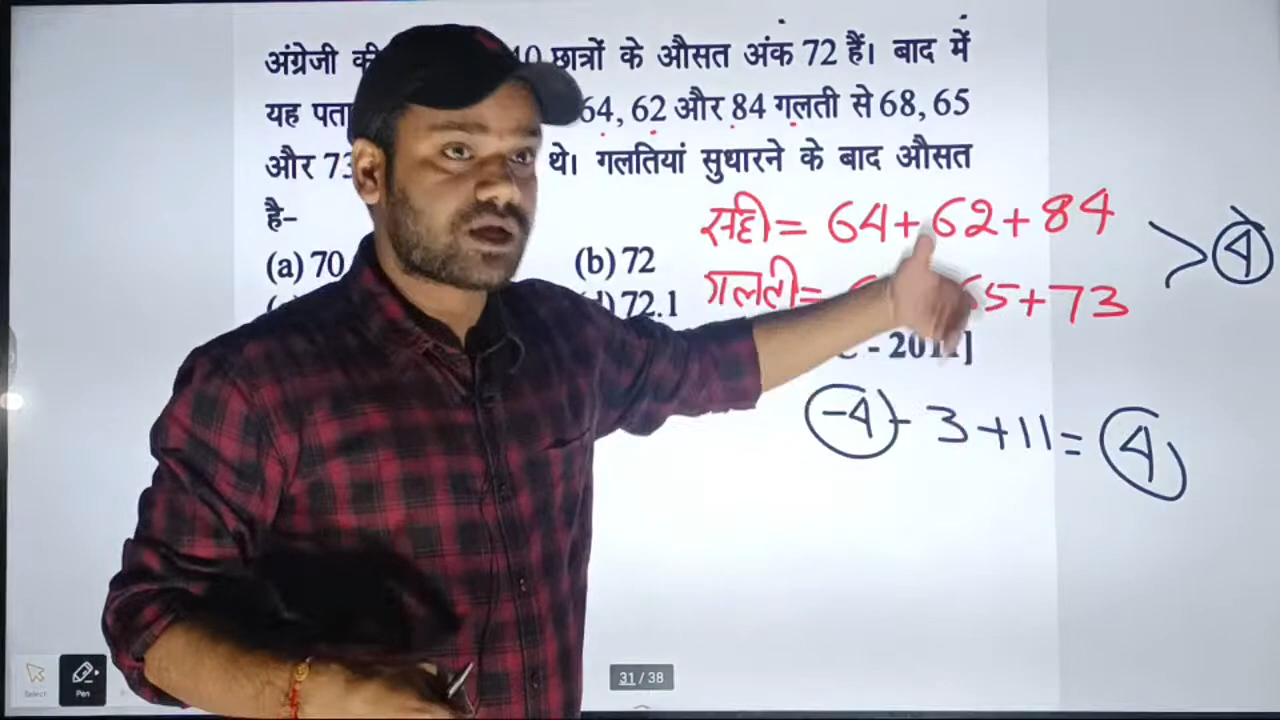 अंग्रेजी की 40 छात्रों के औसत अंक 72 हैं। बाद में
यह पता 64, 62 और 84 गलती से 68, 65
और 73 थे। गलतियां सुधारने के बाद औसत
है-
(a) 70
(b) 72
(d) 72.1
सही = 64+62+84
गलती = 65+73
> 4
- 2011]
-4 - 3 + 11 = 4
Select
Pen
31 / 38